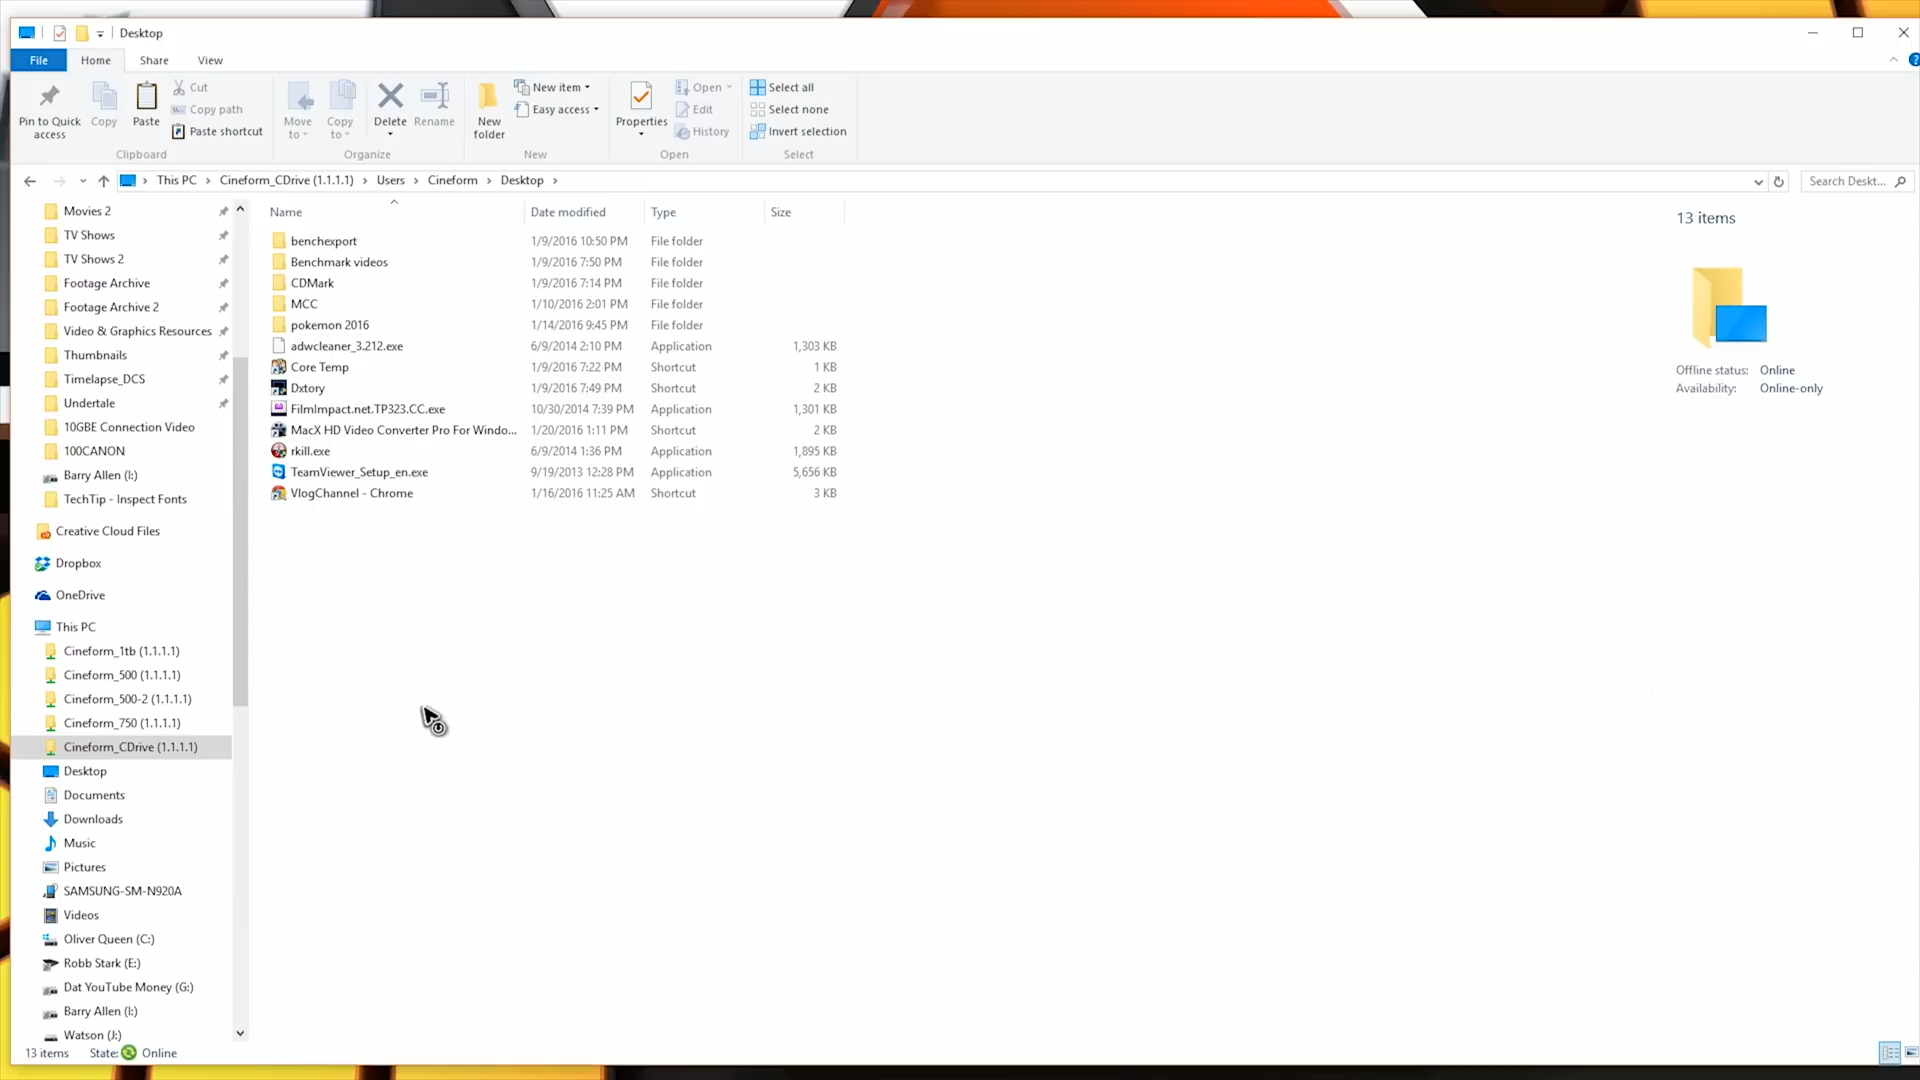 Desktop
File Home Share View
Pin to Quick access
Copy
Paste
Cut
Copy path
Paste shortcut
Clipboard
Move to
Copy to
Delete
Rename
Organize
New folder
New item
Easy access
New
Properties
Open
Edit
History
Open
Select all
Select none
Invert selection
Select
This PC Cineform_CDrive (1.1.1.1) Users Cineform Desktop
Search Deskt...
Movies 2
TV Shows
TV Shows 2
Footage Archive
Footage Archive 2
Video & Graphics Resources
Thumbnails
Timelapse_DCS
Undertale
10GBE Connection Video
100CANON
Barry Allen (I:)
TechTip - Inspect Fonts
Creative Cloud Files
Dropbox
OneDrive
This PC
Cineform_1tb (1.1.1.1)
Cineform_500 (1.1.1.1)
Cineform_500-2 (1.1.1.1)
Cineform_750 (1.1.1.1)
Cineform_CDrive (1.1.1.1)
Desktop
Documents
Downloads
Music
Pictures
SAMSUNG-SM-N920A
Videos
Oliver Queen (C:)
Robb Stark (E:)
Dat YouTube Money (G:)
Barry Allen (I:)
Watson (J:)
Name Date modified Type Size
benchexport 1/9/2016 10:50 PM File folder
Benchmark videos 1/9/2016 7:50 PM File folder
CDMark 1/9/2016 7:14 PM File folder
MCC 1/10/2016 2:01 PM File folder
pokemon 2016 1/14/2016 9:45 PM File folder
adwcleaner_3.212.exe 6/9/2014 2:10 PM Application 1,303 KB
Core Temp 1/9/2016 7:22 PM Shortcut 1 KB
Dxtory 1/9/2016 7:49 PM Shortcut 2 KB
FilmImpact.net.TP323.CC.exe 10/30/2014 7:39 PM Application 1,301 KB
MacX HD Video Converter Pro For Windo... 1/20/2016 1:11 PM Shortcut 2 KB
rkill.exe 6/9/2014 1:36 PM Application 1,895 KB
TeamViewer_Setup_en.exe 9/19/2013 12:28 PM Application 5,656 KB
VlogChannel - Chrome 1/16/2016 11:25 AM Shortcut 3 KB
13 items
Offline status: Online
Availability: Online-only
13 items State: Online